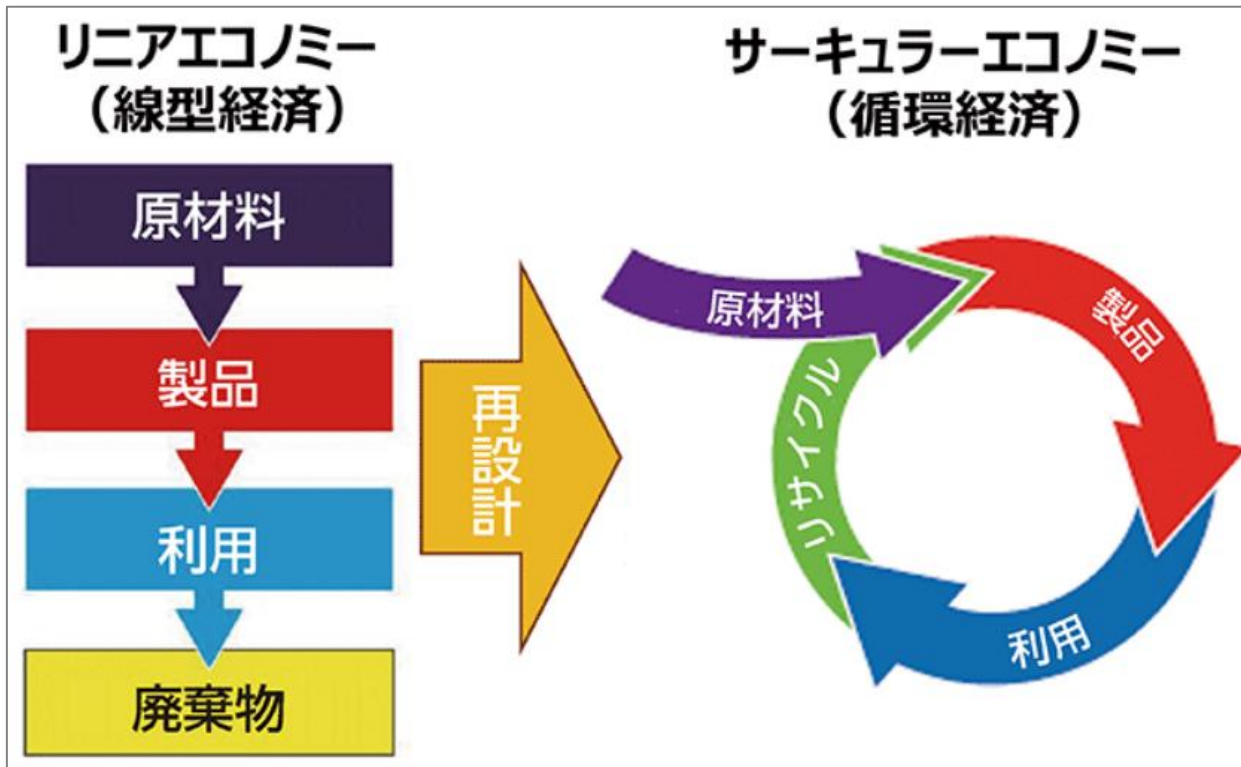 リニアエコノミー
（線型経済）
原材料
製品
利用
廃棄物
再設計
サーキュラーエコノミー
（循環経済）
原材料
製品
利用
リサイクル